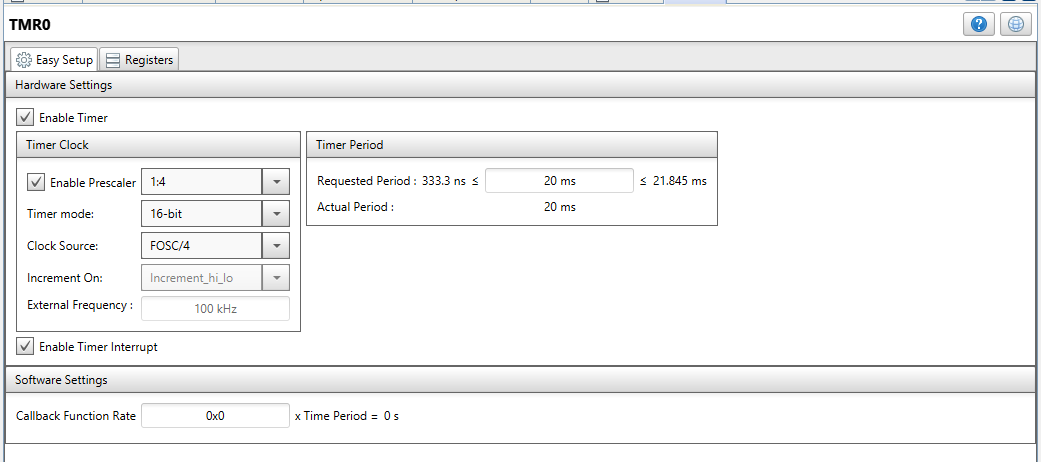 TMR0
Easy Setup
Registers
Hardware Settings
Enable Timer
Timer Clock
Enable Prescaler 1:4
Timer mode: 16-bit
Clock Source: FOSC/4
Increment On: Increment_hi_lo
External Frequency : 100 kHz
Timer Period
Requested Period : 333.3 ns ≤ 20 ms ≤ 21.845 ms
Actual Period : 20 ms
Enable Timer Interrupt
Software Settings
Callback Function Rate 0x0 x Time Period = 0 s